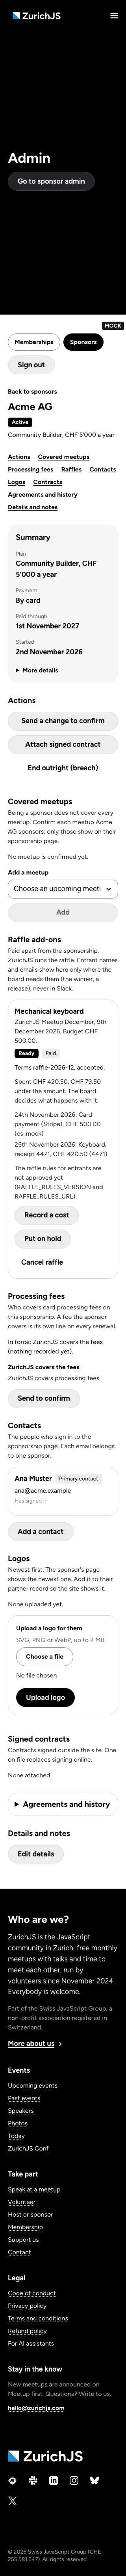 ZurichJS
Admin
Go to sponsor admin
MOCK
Memberships
Sponsors
Sign out
Back to sponsors
Acme AG
Active
Community Builder, CHF 5'000 a year
Actions
Covered meetups
Processing fees
Raffles
Contacts
Logos
Contracts
Agreements and history
Details and notes
Summary
Plan
Community Builder, CHF
5'000 a year
Payment
By card
Paid through
1st November 2027
Started
2nd November 2026
More details
Actions
Send a change to confirm
Attach signed contract
End outright (breach)
Covered meetups
Being a sponsor does not cover every
meetup. Confirm each meetup Acme
AG sponsors; only those show on their
sponsorship page.
No meetup is confirmed yet.
Add a meetup
Choose an upcoming meetu
Add
Raffle add-ons
Paid apart from the sponsorship.
ZurichJS runs the raffle. Entrant names
and emails show here only where the
agreed need needs them (the winner, a
release), never in Slack.
Mechanical keyboard
ZurichJS Meetup December, 9th
December 2026. Budget CHF
500.00.
Ready
Paid
Terms raffle-2026-12, accepted.
Spent CHF 420.50, CHF 79.50
under the amount. The board
decides what happens with it.
24th November 2026: Card
payment (Stripe), CHF 500.00
(cs_mock)
25th November 2026: Keyboard,
receipt 4471, CHF 420.50 (4471)
The raffle rules for entrants are
not approved yet
(RAFFLE_RULES_VERSION and
RAFFLE_RULES_URL).
Record a cost
Put on hold
Cancel raffle
Processing fees
Who covers card processing fees on
this sponsorship. A fee the sponsor
covers is its own line on every renewal.
In force: ZurichJS covers the fees
(nothing recorded yet).
ZurichJS covers the fees
ZurichJS covers processing fees.
Send to confirm
Contacts
The people who sign in to the
sponsorship page. Each email belongs
to one sponsor.
Ana Muster
Primary contact
ana@acme.example
Has signed in
Add a contact
Logos
Newest first. The sponsor's page
shows the newest one. Add it to their
partner record so the site shows it.
None uploaded yet.
Upload a logo for them
SVG, PNG or WebP, up to 2 MB.
Choose a file
No file chosen
Upload logo
Signed contracts
Contracts signed outside the site. One
on file replaces signing online.
None attached.
Agreements and history
Details and notes
Edit details
Who are we?
ZurichJS is the JavaScript
community in Zurich: free monthly
meetups with talks and time to
meet each other, run by
volunteers since November 2024.
Everybody is welcome.
Part of the Swiss JavaScript Group, a
non-profit association registered in
Switzerland.
More about us
Events
Upcoming events
Past events
Speakers
Photos
Today
ZurichJS Conf
Take part
Speak at a meetup
Volunteer
Host or sponsor
Membership
Support us
Contact
Legal
Code of conduct
Privacy policy
Terms and conditions
Refund policy
For AI assistants
Stay in the know
New meetups are announced on
Meetup first. Questions? Write to us.
hello@zurichjs.com
ZurichJS
© 2026 Swiss JavaScript Group (CHE-
255.581.547). All rights reserved.